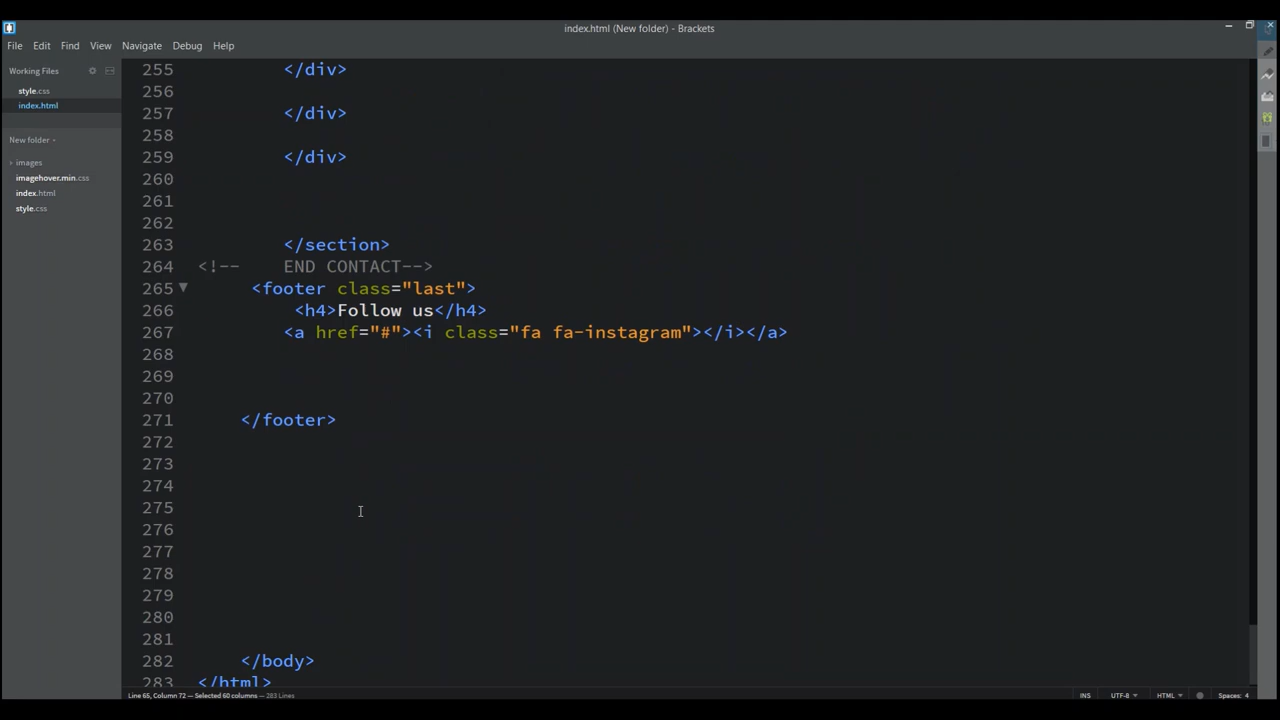 index.html (New folder) - Brackets
File Edit Find View Navigate Debug Help
Working Files
style.css
index.html
New folder
images
imagehover.min.css
index.html
style.css
255 </div>
256
257 </div>
258
259 </div>
260
261
262
263 </section>
264 <!-- END CONTACT-->
265 <footer class="last">
266 <h4>Follow us</h4>
267 <a href="#"><i class="fa fa-instagram"></i></a>
268
269
270
271 </footer>
272
273
274
275
276
277
278
279
280
281
282 </body>
283 </html>
Line 65, Column 72 — Selected 60 columns — 283 Lines
INS UTF-8 HTML Spaces: 4